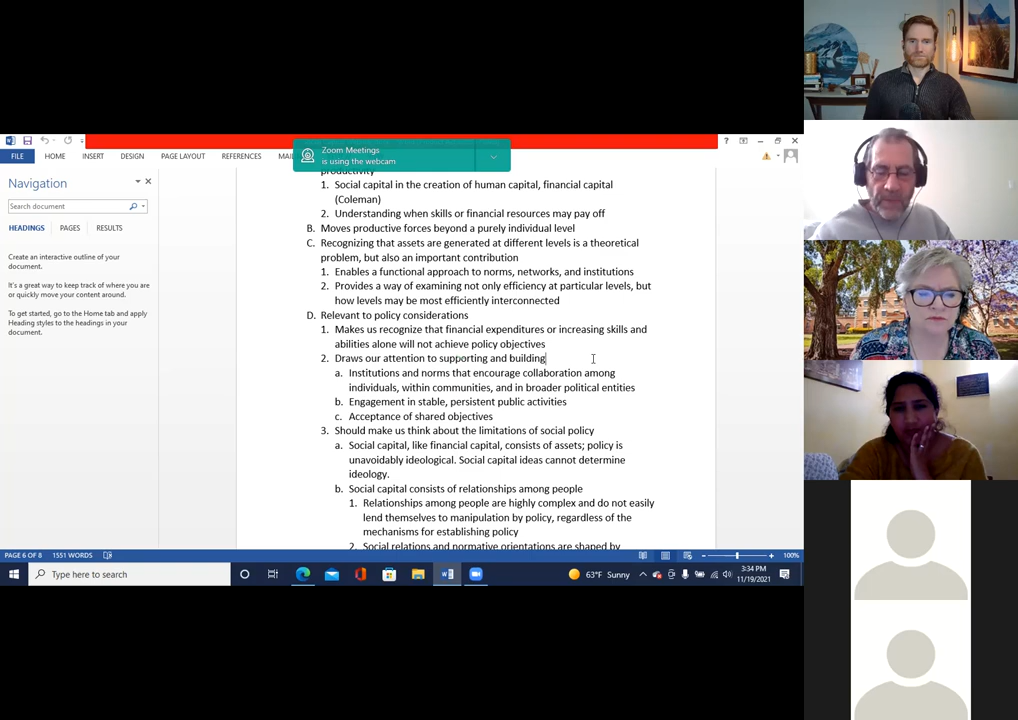 Zoom Meetings
is using the webcam
FILE HOME INSERT DESIGN PAGE LAYOUT REFERENCES
Navigation
Search document
HEADINGS PAGES RESULTS
Create an interactive outline of your
document.
It's a great way to keep track of where you are
or quickly move your content around.
To get started, go to the Home tab and apply
Heading styles to the headings in your
document.
productivity
1. Social capital in the creation of human capital, financial capital
(Coleman)
2. Understanding when skills or financial resources may pay off
B. Moves productive forces beyond a purely individual level
C. Recognizing that assets are generated at different levels is a theoretical
problem, but also an important contribution
1. Enables a functional approach to norms, networks, and institutions
2. Provides a way of examining not only efficiency at particular levels, but
how levels may be most efficiently interconnected
D. Relevant to policy considerations
1. Makes us recognize that financial expenditures or increasing skills and
abilities alone will not achieve policy objectives
2. Draws our attention to supporting and building
a. Institutions and norms that encourage collaboration among
individuals, within communities, and in broader political entities
b. Engagement in stable, persistent public activities
c. Acceptance of shared objectives
3. Should make us think about the limitations of social policy
a. Social capital, like financial capital, consists of assets; policy is
unavoidably ideological. Social capital ideas cannot determine
ideology.
b. Social capital consists of relationships among people
1. Relationships among people are highly complex and do not easily
lend themselves to manipulation by policy, regardless of the
mechanisms for establishing policy
2. Social relations and normative orientations are shaped by
PAGE 6 OF 8 1551 WORDS 100%
Type here to search
63°F Sunny
3:34 PM
11/19/2021